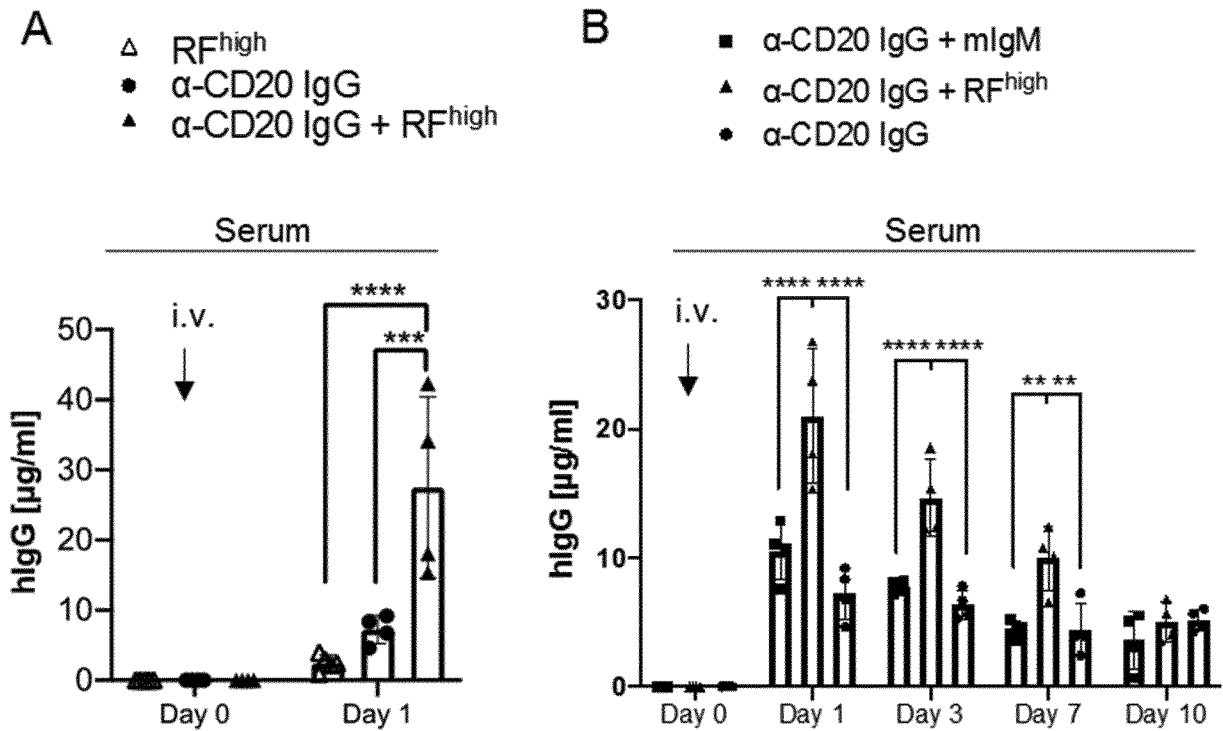 A
RFhigh
α-CD20 IgG
α-CD20 IgG + RFhigh
Serum
i.v.
****
***
hIgG [µg/ml]
50
40
30
20
10
0
Day 0
Day 1
B
α-CD20 IgG + mIgM
α-CD20 IgG + RFhigh
α-CD20 IgG
Serum
i.v.
**** ****
**** ****
** **
hIgG [µg/ml]
30
20
10
0
Day 0
Day 1
Day 3
Day 7
Day 10